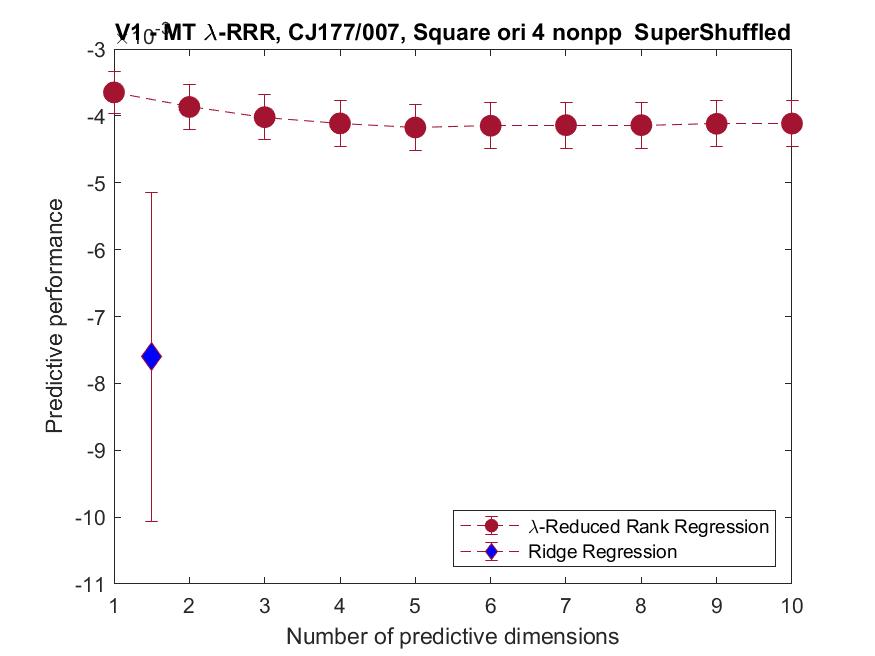 V1 - MT λ-RRR, CJ177/007, Square ori 4 nonpp SuperShuffled
×10⁻³
-3
-4
-5
-6
-7
-8
-9
-10
-11
Predictive performance
λ-Reduced Rank Regression
Ridge Regression
1 2 3 4 5 6 7 8 9 10
Number of predictive dimensions